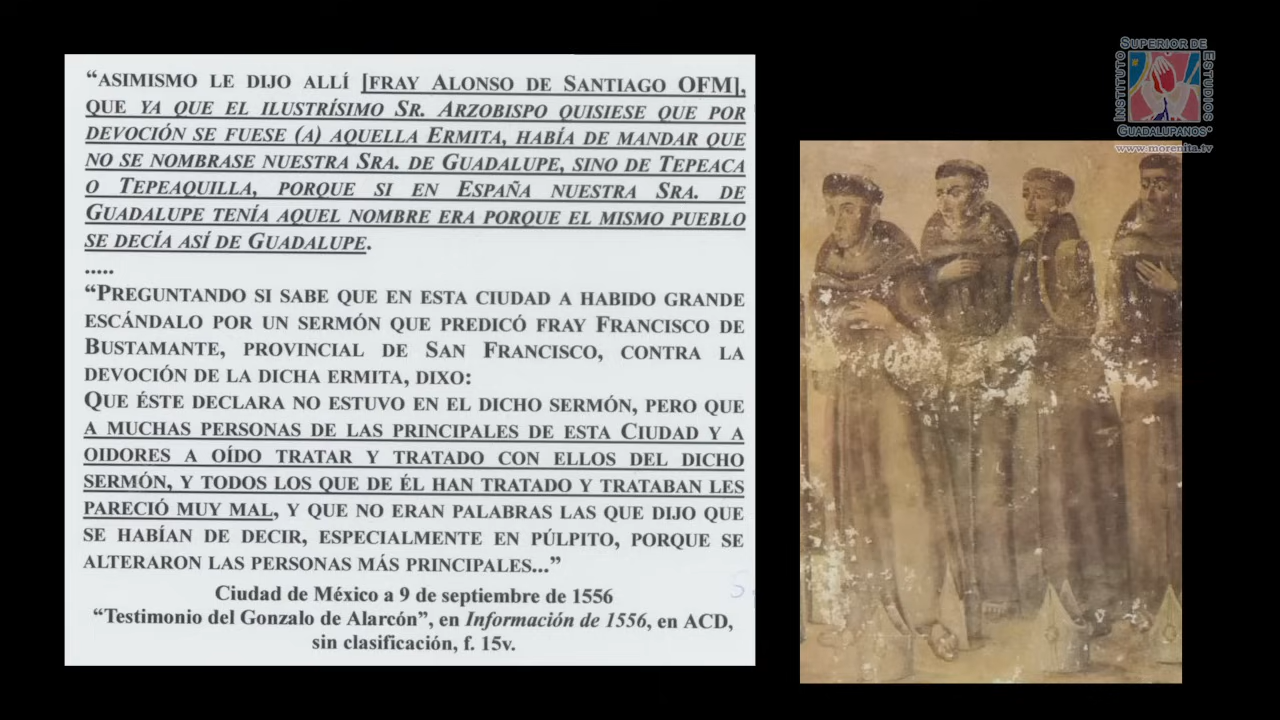 “ASIMISMO LE DIJO ALLÍ [FRAY ALONSO DE SANTIAGO OFM],
QUE YA QUE EL ILUSTRÍSIMO SR. ARZOBISPO QUISIESE QUE POR
DEVOCIÓN SE FUESE (A) AQUELLA ERMITA, HABÍA DE MANDAR QUE
NO SE NOMBRASE NUESTRA SRA. DE GUADALUPE, SINO DE TEPEACA
O TEPEAQUILLA, PORQUE SI EN ESPAÑA NUESTRA SRA. DE
GUADALUPE TENÍA AQUEL NOMBRE ERA PORQUE EL MISMO PUEBLO
SE DECÍA ASÍ DE GUADALUPE.
.....
“PREGUNTANDO SI SABE QUE EN ESTA CIUDAD A HABIDO GRANDE
ESCÁNDALO POR UN SERMÓN QUE PREDICÓ FRAY FRANCISCO DE
BUSTAMANTE, PROVINCIAL DE SAN FRANCISCO, CONTRA LA
DEVOCIÓN DE LA DICHA ERMITA, DIXO:
QUE ÉSTE DECLARA NO ESTUVO EN EL DICHO SERMÓN, PERO QUE
A MUCHAS PERSONAS DE LAS PRINCIPALES DE ESTA CIUDAD Y A
OIDORES A OÍDO TRATAR Y TRATADO CON ELLOS DEL DICHO
SERMÓN, Y TODOS LOS QUE DE ÉL HAN TRATADO Y TRATABAN LES
PARECIÓ MUY MAL, Y QUE NO ERAN PALABRAS LAS QUE DIJO QUE
SE HABÍAN DE DECIR, ESPECIALMENTE EN PÚLPITO, PORQUE SE
ALTERARON LAS PERSONAS MÁS PRINCIPALES...”
Ciudad de México a 9 de septiembre de 1556
“Testimonio del Gonzalo de Alarcón”, en Información de 1556, en ACD,
sin clasificación, f. 15v.
INSTITUTO
SUPERIOR DE
ESTUDIOS
GUADALUPANOS
www.morenita.tv